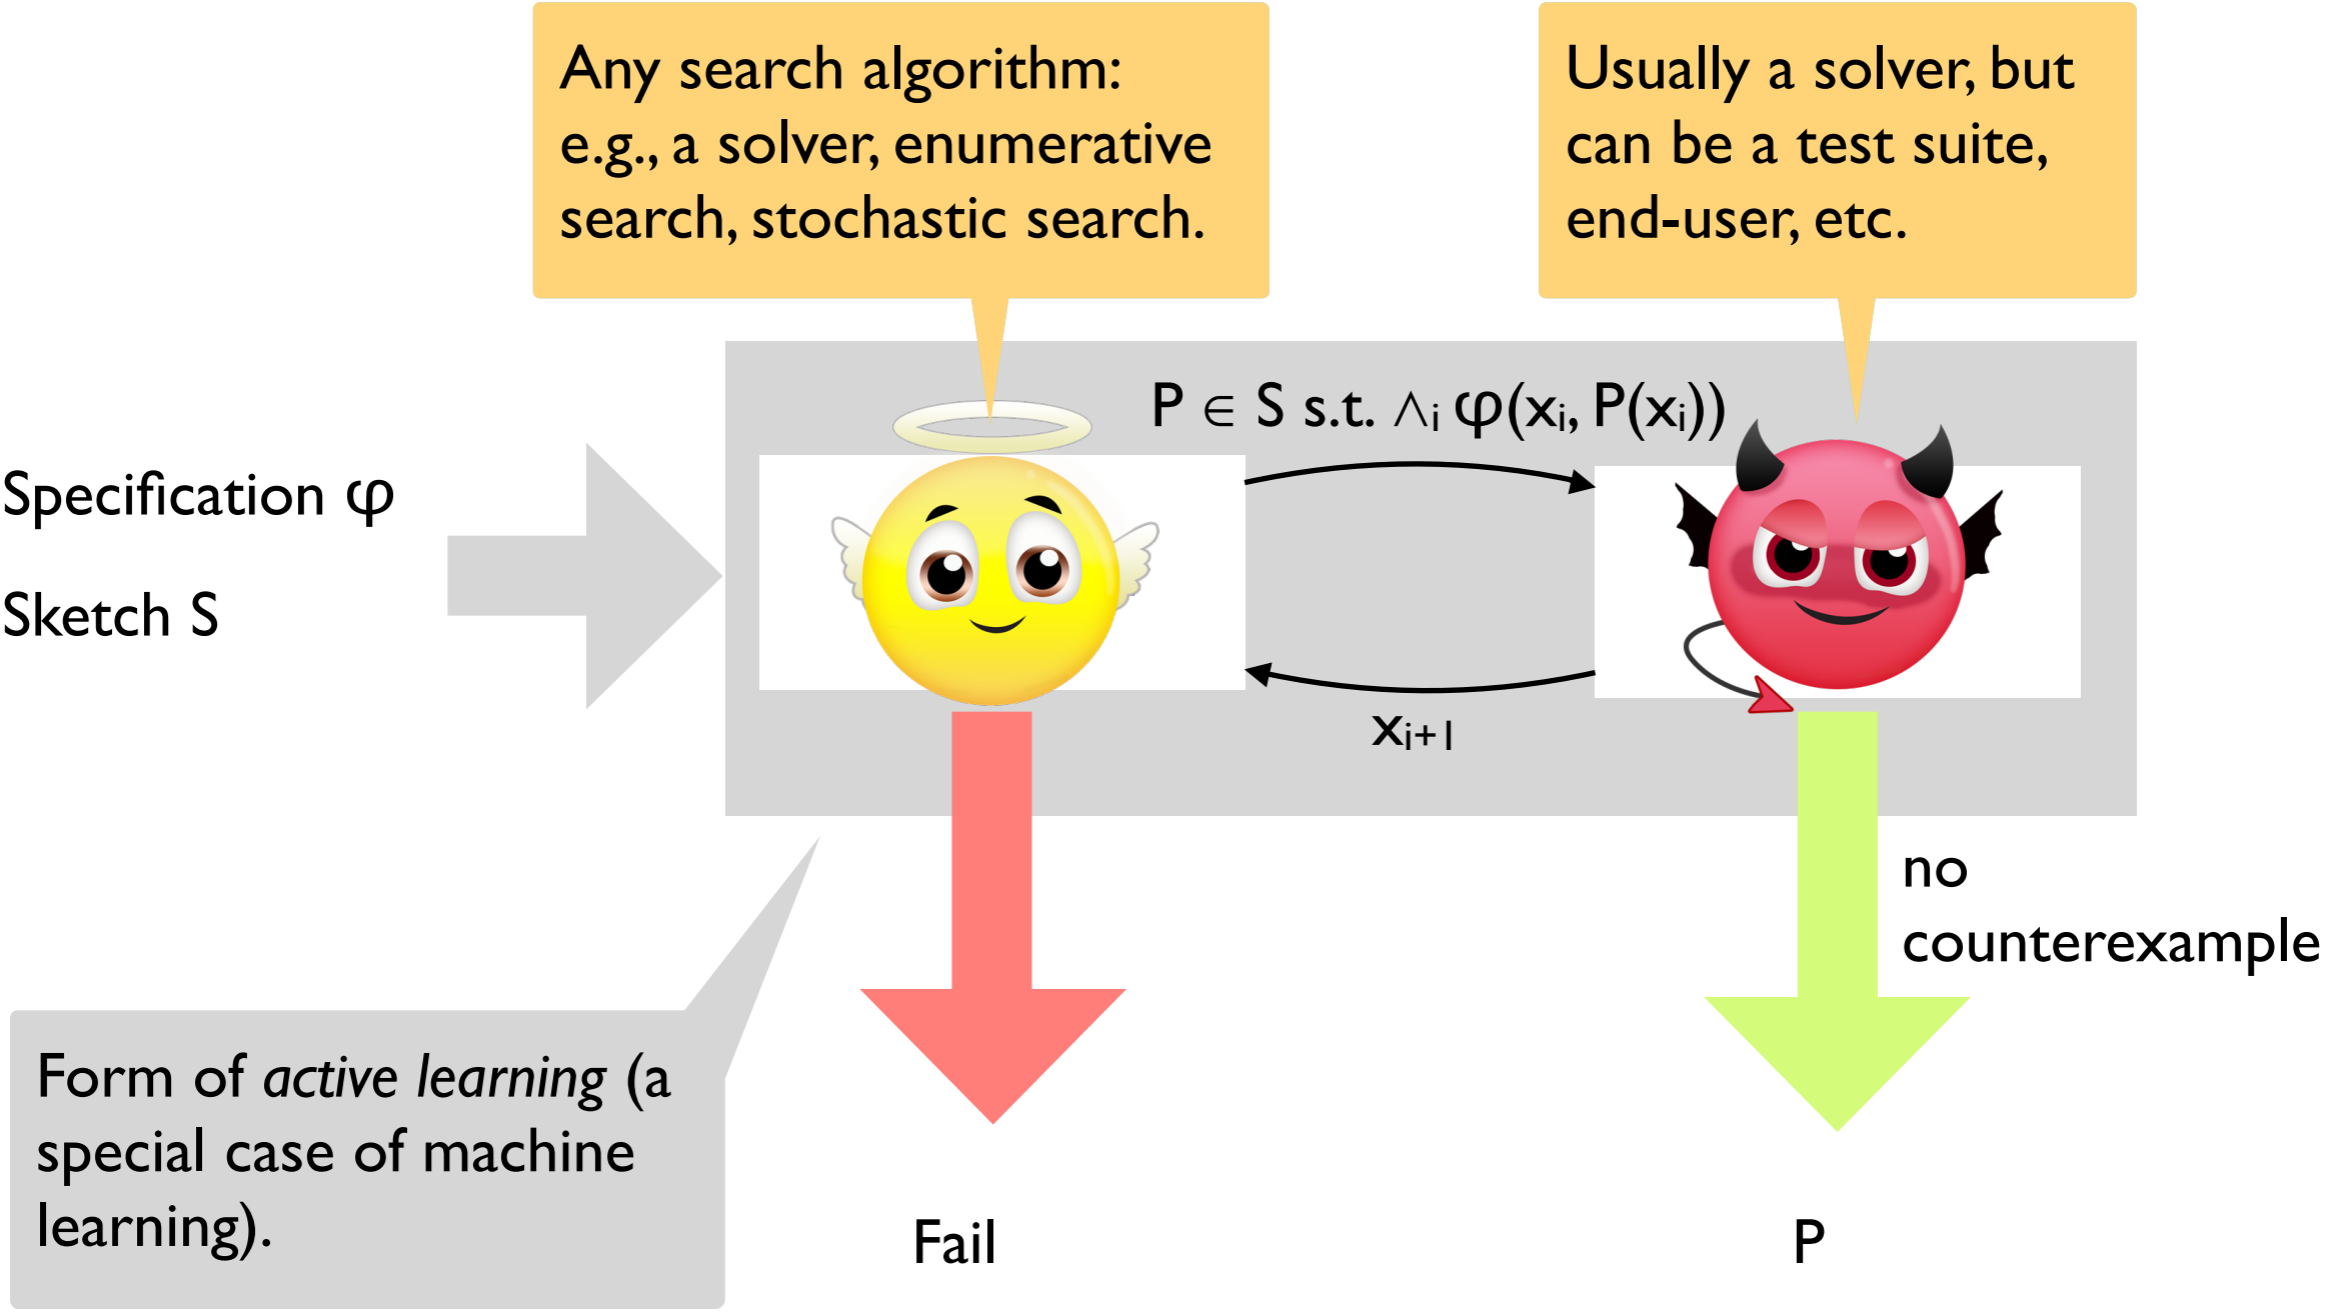 Any search algorithm:
e.g., a solver, enumerative
search, stochastic search.
Usually a solver, but
can be a test suite,
end-user, etc.
P ∈ S s.t. ∧ᵢ φ(xᵢ, P(xᵢ))
Specification φ
Sketch S
xᵢ₊₁
no
counterexample
Form of active learning (a
special case of machine
learning).
Fail
P